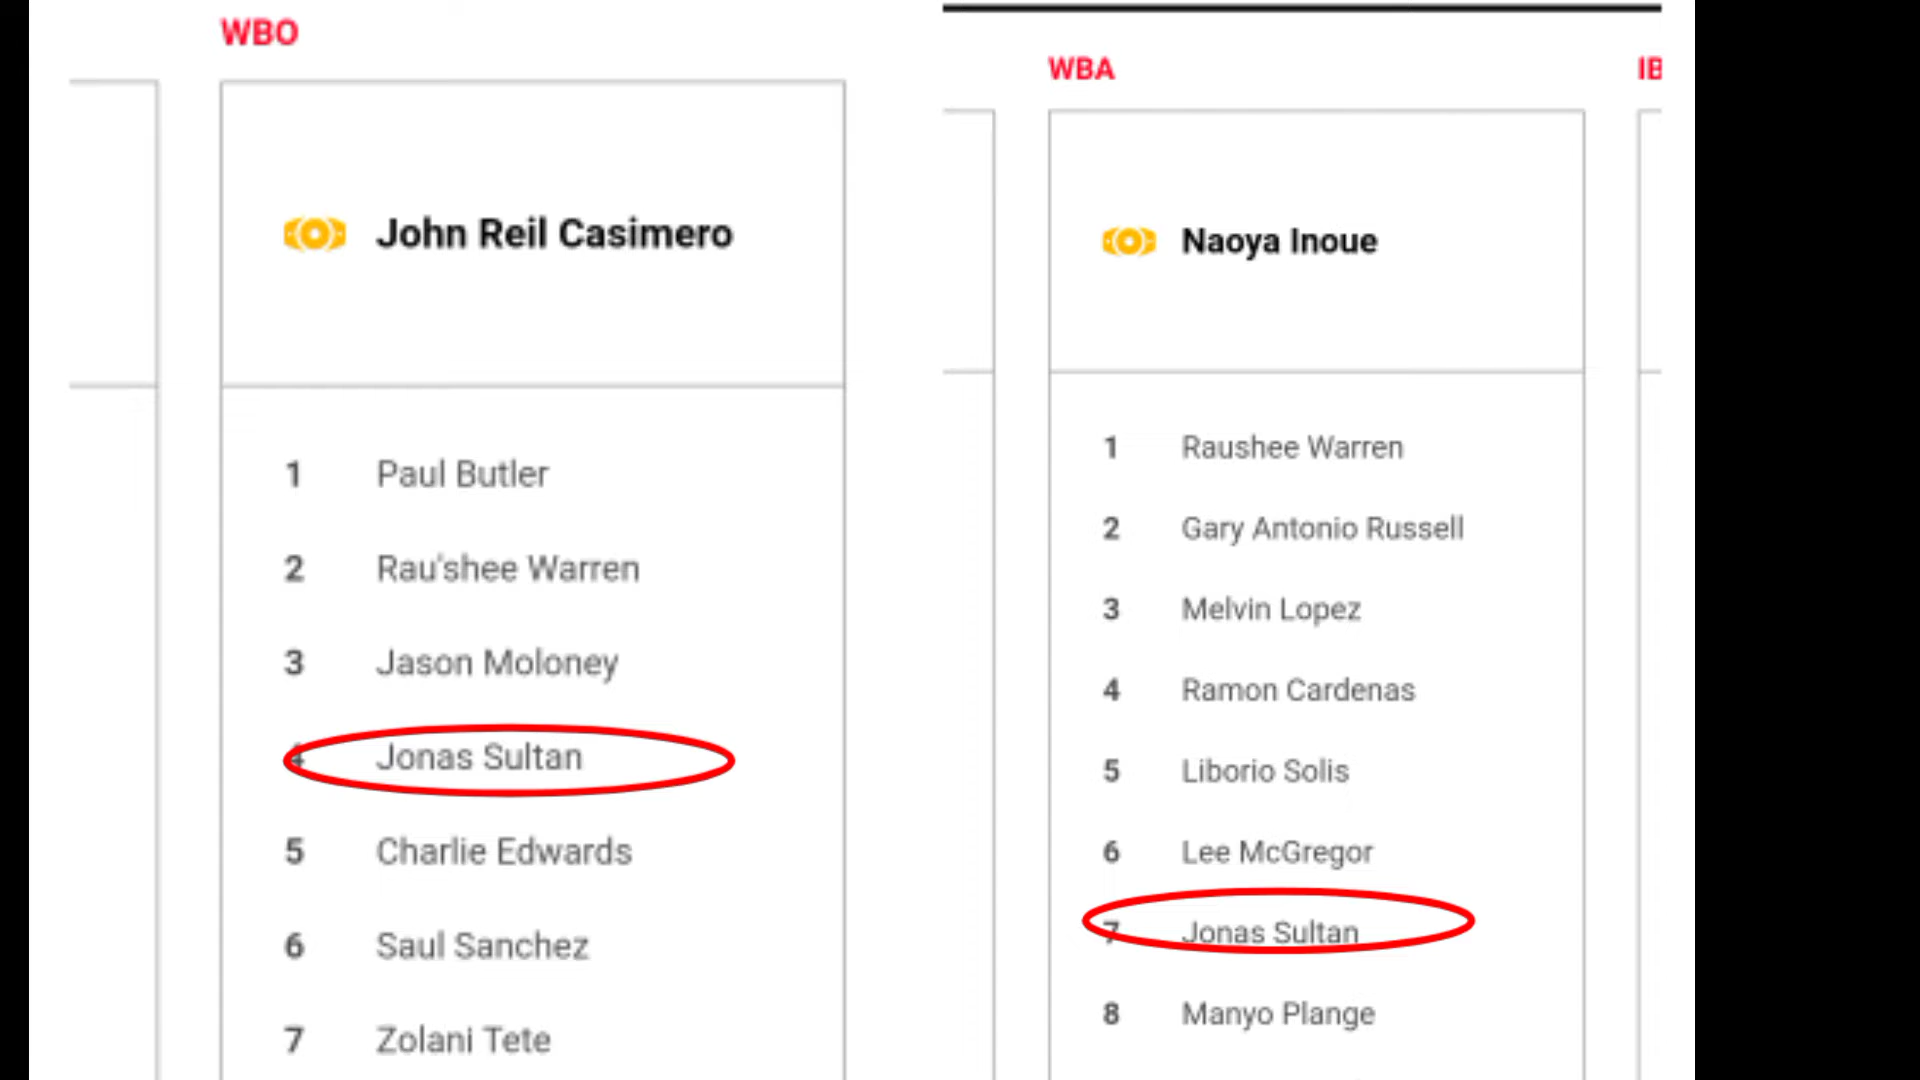 WBO
John Reil Casimero
1 Paul Butler
2 Rau'shee Warren
3 Jason Moloney
4 Jonas Sultan
5 Charlie Edwards
6 Saul Sanchez
7 Zolani Tete
WBA
Naoya Inoue
1 Raushee Warren
2 Gary Antonio Russell
3 Melvin Lopez
4 Ramon Cardenas
5 Liborio Solis
6 Lee McGregor
7 Jonas Sultan
8 Manyo Plange
IB